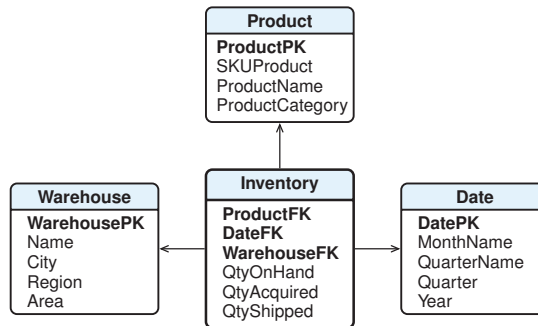 Product
ProductPK
SKUProduct
ProductName
ProductCategory
Warehouse
WarehousePK
Name
City
Region
Area
Inventory
ProductFK
DateFK
WarehouseFK
QtyOnHand
QtyAcquired
QtyShipped
Date
DatePK
MonthName
QuarterName
Quarter
Year